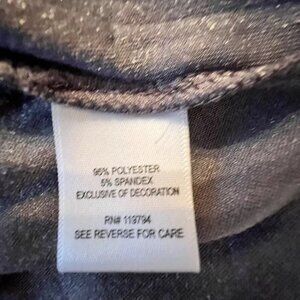 95% POLYESTER
5% SPANDEX
EXCLUSIVE OF DECORATION
RN# 119794
SEE REVERSE FOR CARE